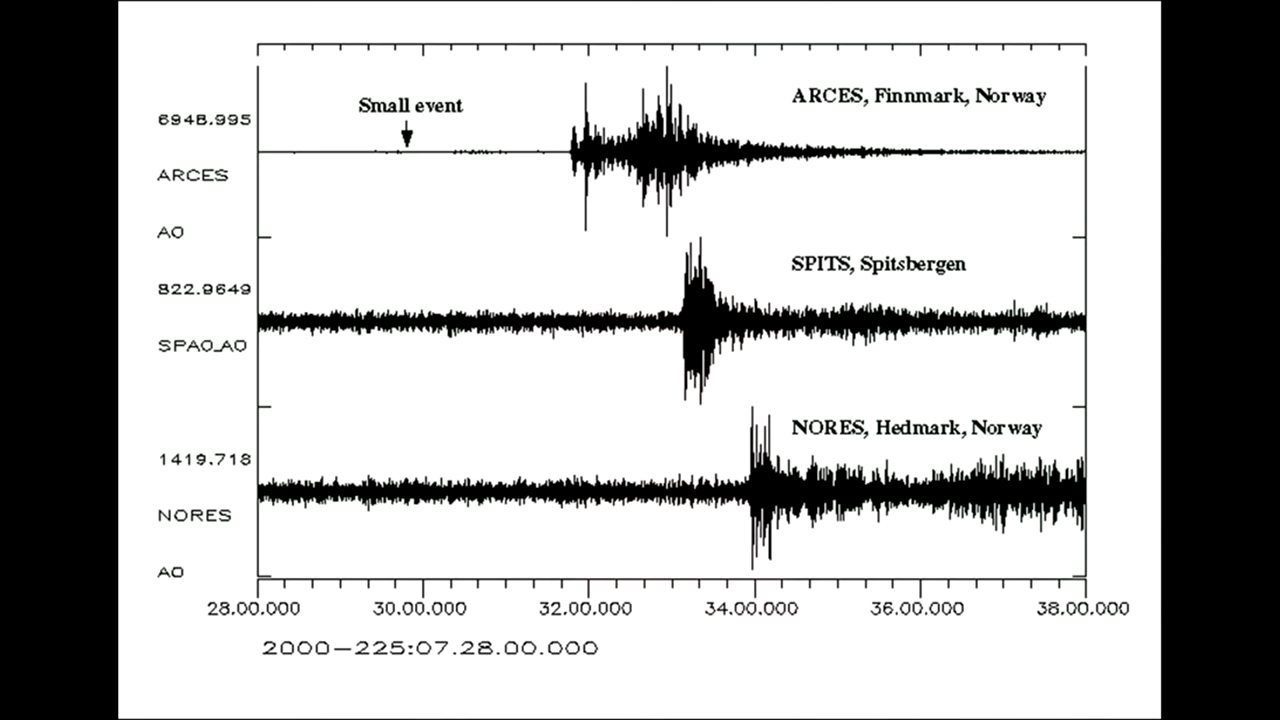 Small event
ARCES, Finnmark, Norway
6948.995
ARCES
AO
SPITS, Spitsbergen
822.9649
SPAO_AO
NORES, Hedmark, Norway
1419.718
NORES
AO
28.00.000 30.00.000 32.00.000 34.00.000 36.00.000 38.00.000
2000-225:07.28.00.000